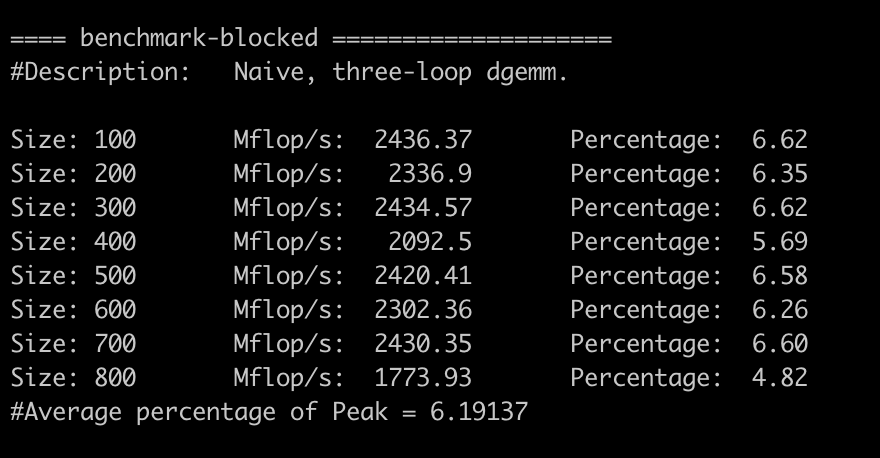 ==== benchmark-blocked ====================
#Description:   Naive, three-loop dgemm.
Size: 100       Mflop/s:  2436.37       Percentage:  6.62
Size: 200       Mflop/s:   2336.9       Percentage:  6.35
Size: 300       Mflop/s:  2434.57       Percentage:  6.62
Size: 400       Mflop/s:   2092.5       Percentage:  5.69
Size: 500       Mflop/s:  2420.41       Percentage:  6.58
Size: 600       Mflop/s:  2302.36       Percentage:  6.26
Size: 700       Mflop/s:  2430.35       Percentage:  6.60
Size: 800       Mflop/s:  1773.93       Percentage:  4.82
#Average percentage of Peak = 6.19137